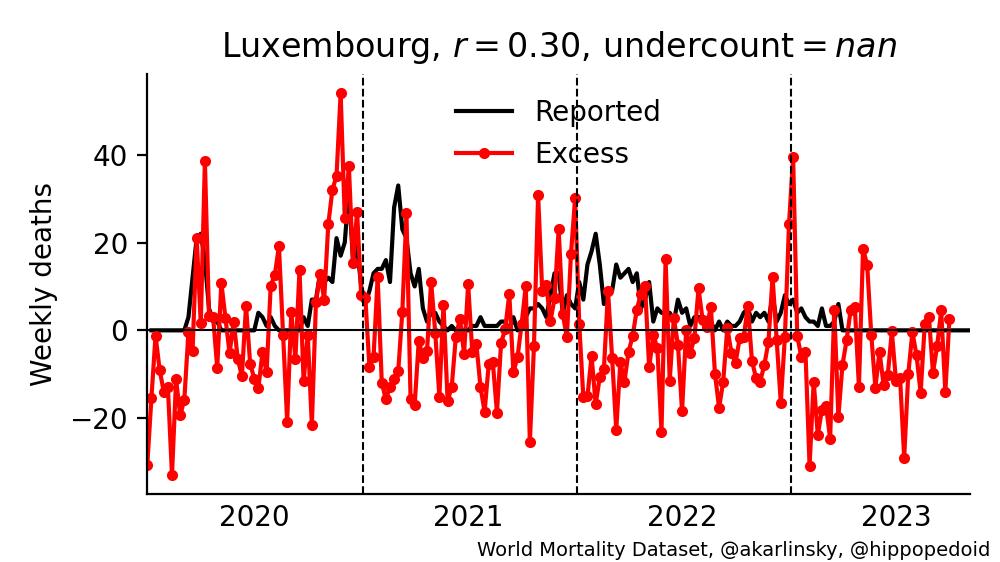 Luxembourg, r = 0.30, undercount = nan
Reported
Excess
Weekly deaths
40
20
0
−20
2020 2021 2022 2023
World Mortality Dataset, @akarlinsky, @hippopedoid